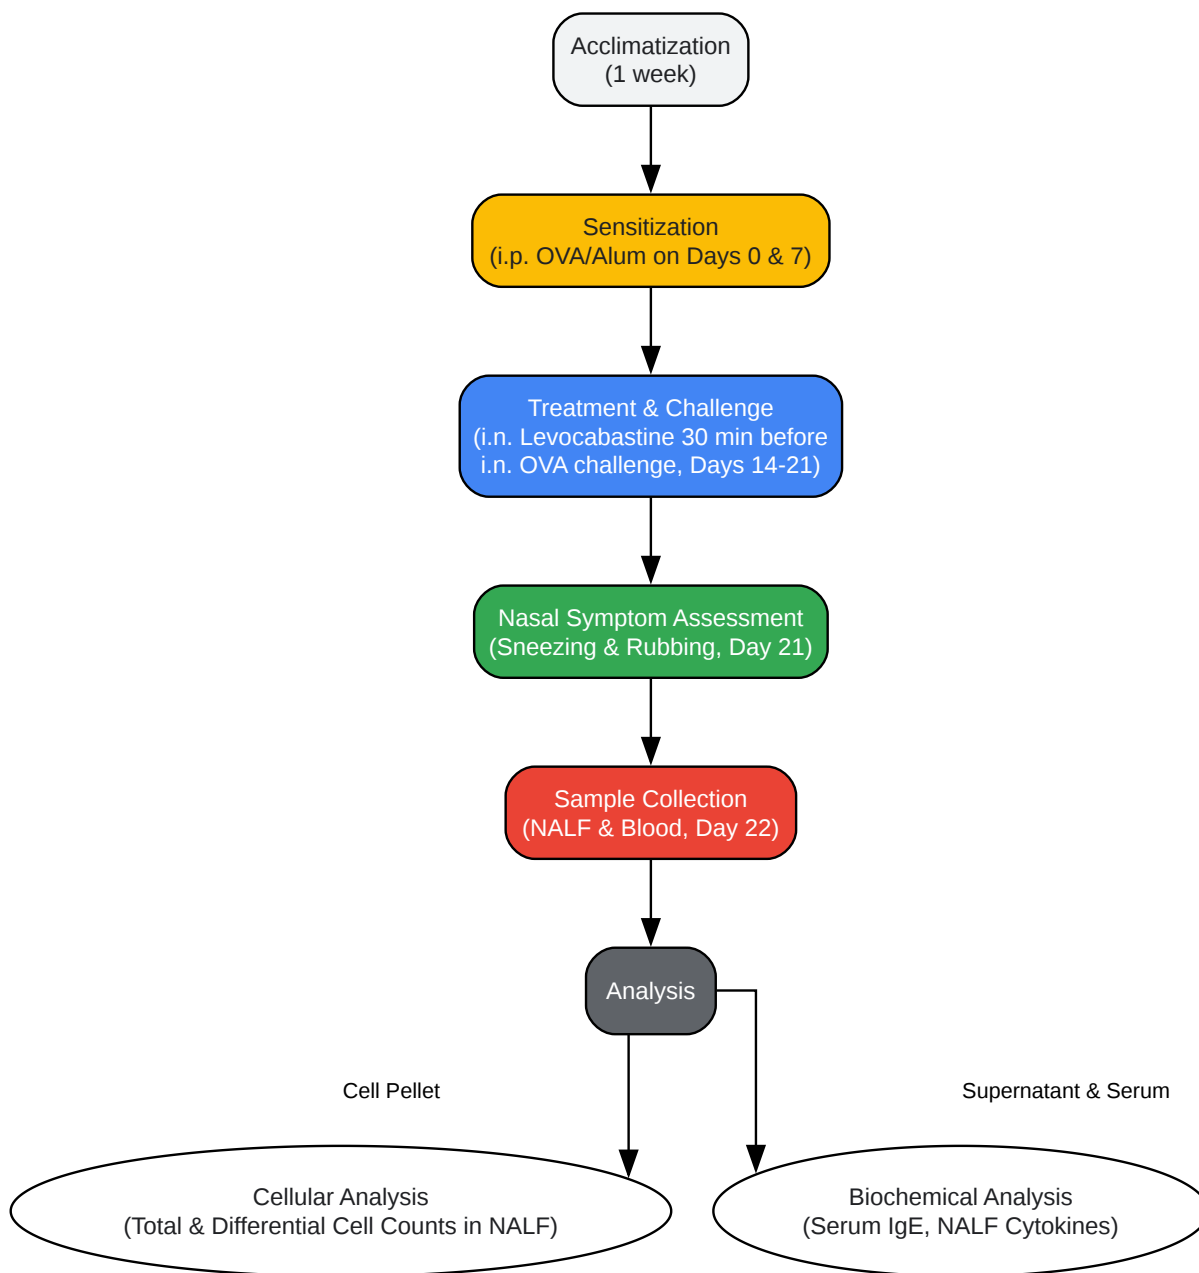 Acclimatization
(1 week)
Sensitization
(i.p. OVA/Alum on Days 0 & 7)
Treatment & Challenge
(i.n. Levocabastine 30 min before
i.n. OVA challenge, Days 14-21)
Nasal Symptom Assessment
(Sneezing & Rubbing, Day 21)
Sample Collection
(NALF & Blood, Day 22)
Analysis
Cell Pellet
Supernatant & Serum
Cellular Analysis
(Total & Differential Cell Counts in NALF)
Biochemical Analysis
(Serum IgE, NALF Cytokines)